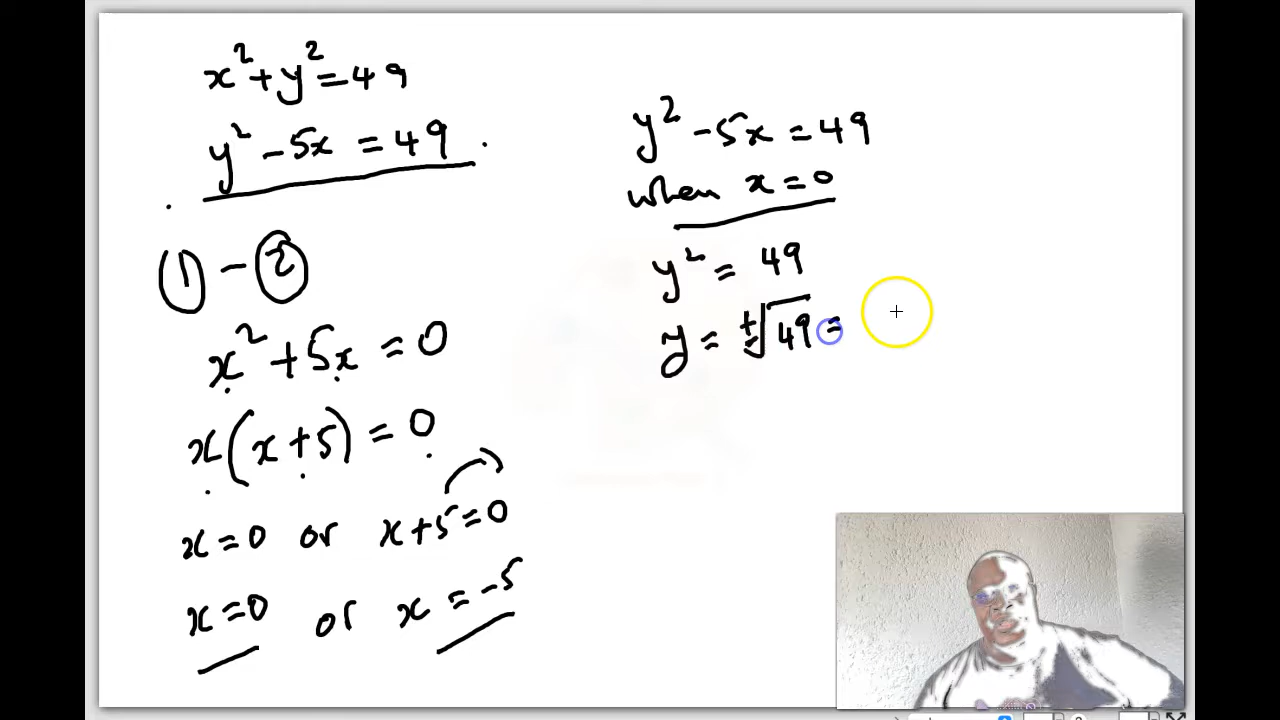 x² + y² = 49
y² - 5x = 49 .
① - ②
x² + 5x = 0
x(x + 5) = 0
x = 0 or x + 5 = 0
x = 0 or x = -5
y² - 5x = 49
when x = 0
y² = 49
y = ±√49 =